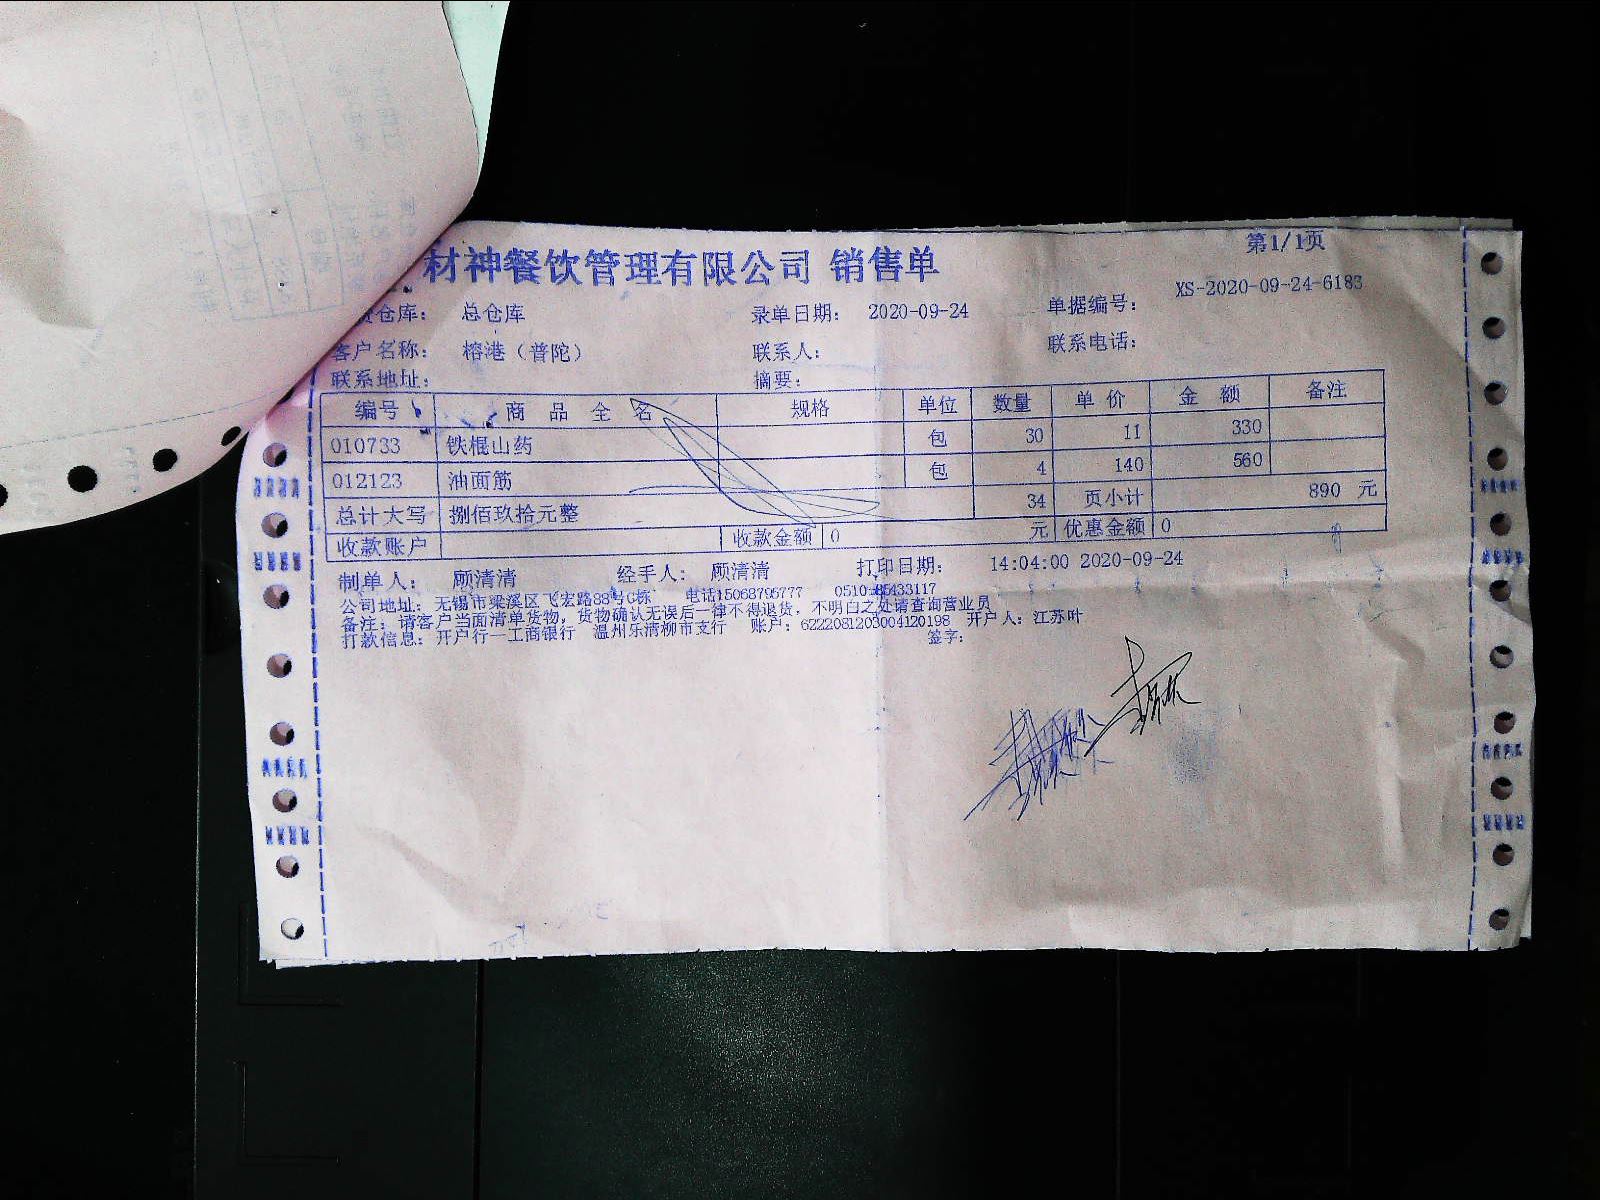 材神餐饮管理有限公司 销售单 第1/1页
仓库: 总仓库 录单日期: 2020-09-24 单据编号: XS-2020-09-24-6183
客户名称: 榕港（普陀） 联系人: 联系电话:
联系地址: 摘要:
编号 商品全名 规格 单位 数量 单价 金额 备注
010733 铁棍山药 包 30 11 330
012123 油面筋 包 4 140 560
总计大写 捌佰玖拾元整 34 页小计 890 元
收款账户 收款金额 0 元 优惠金额 0
制单人: 顾清清 经手人: 顾清清 打印日期: 14:04:00 2020-09-24
公司地址: 无锡市梁溪区飞宏路88号C栋 电话15068795777 0510-85433117
备注: 请客户当面清单货物, 货物确认无误后一律不得退货, 不明白之处请查询营业员
打款信息: 开户行一工商银行 温州乐清柳市支行 账户: 6222081203004120198 开户人: 江苏叶
签字: